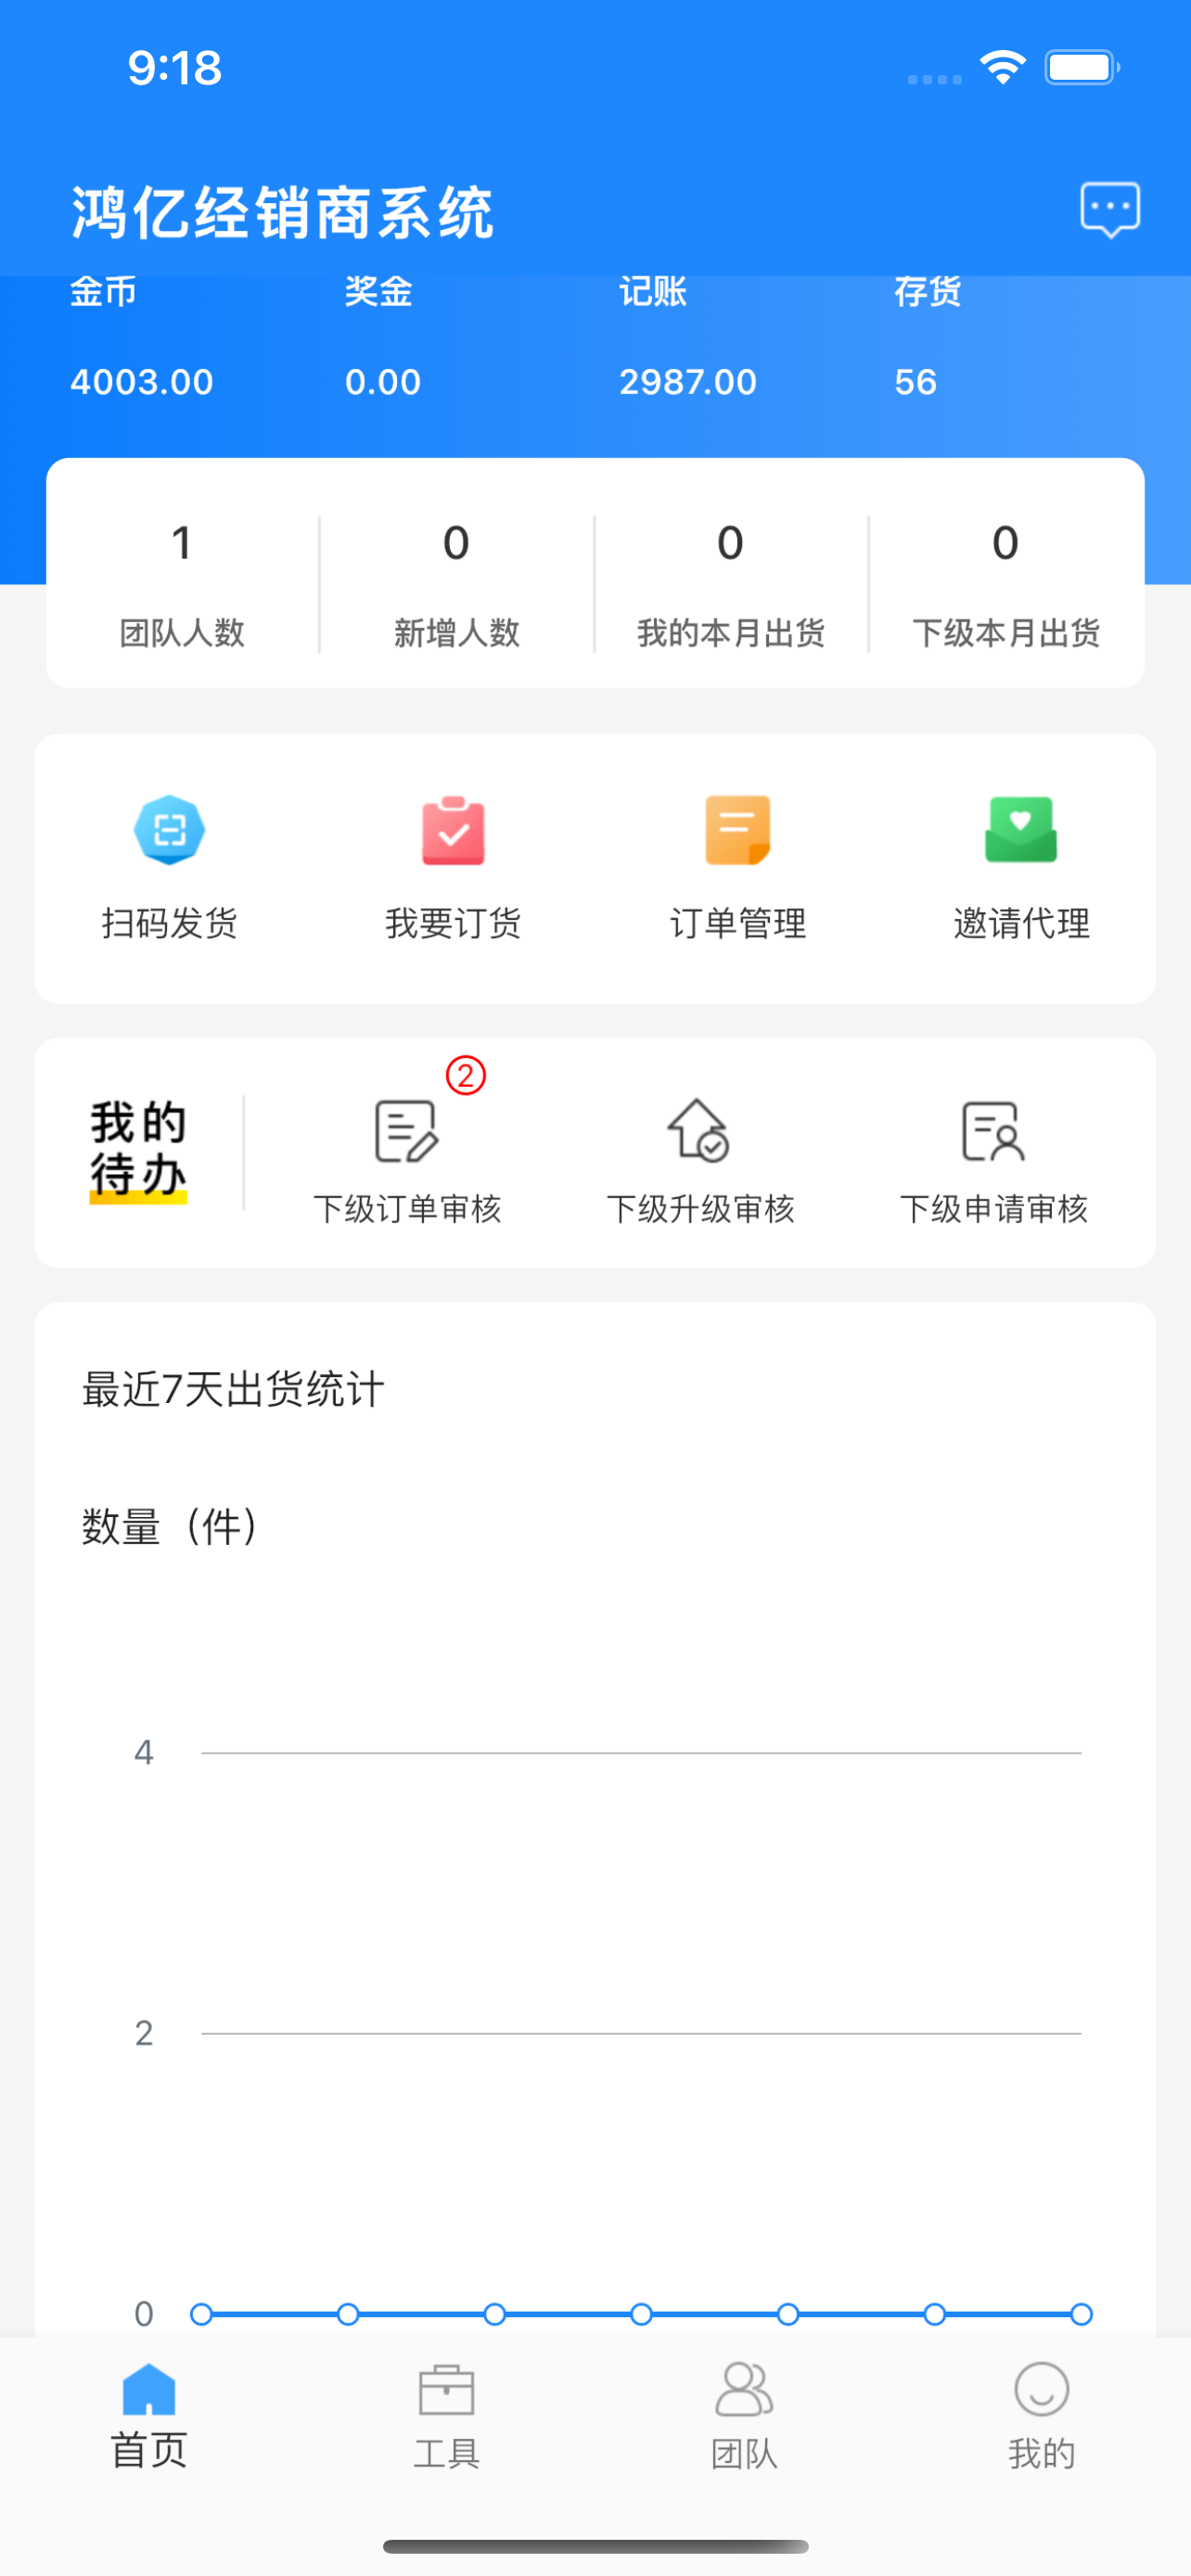 9:18
鸿亿经销商系统
金币 奖金 记账 存货
4003.00 0.00 2987.00 56
1 0 0 0
团队人数 新增人数 我的本月出货 下级本月出货
扫码发货 我要订货 订单管理 邀请代理
我的
待办
2
下级订单审核 下级升级审核 下级申请审核
最近7天出货统计
数量（件）
4
2
0
首页 工具 团队 我的